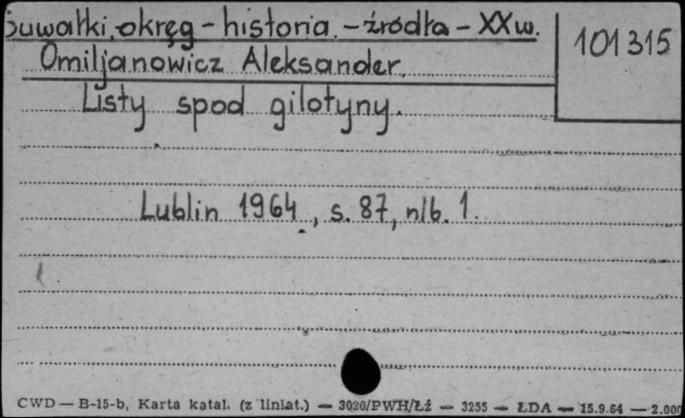 Suwałki, okręg - historia. - źródła - XX w.
101315
Omiljanowicz Aleksander.
Listy spod gilotyny.
Lublin 1964, s. 87, nlb. 1.
CWD — B-15-b, Karta katal. (z liniat.) — 3020/PWH/Łź — 3255 — ŁDA — 15.9.64 — 2.000